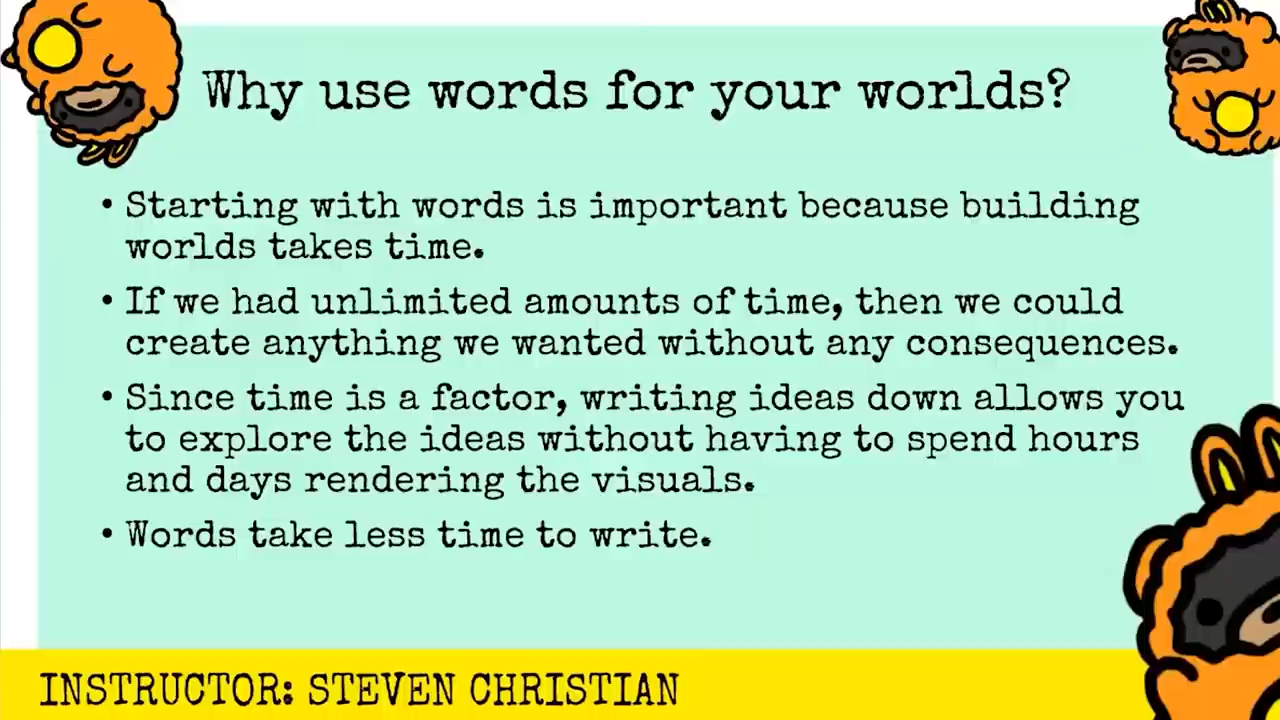 Why use words for your worlds?
• Starting with words is important because building
worlds takes time.
• If we had unlimited amounts of time, then we could
create anything we wanted without any consequences.
• Since time is a factor, writing ideas down allows you
to explore the ideas without having to spend hours
and days rendering the visuals.
• Words take less time to write.
INSTRUCTOR: STEVEN CHRISTIAN